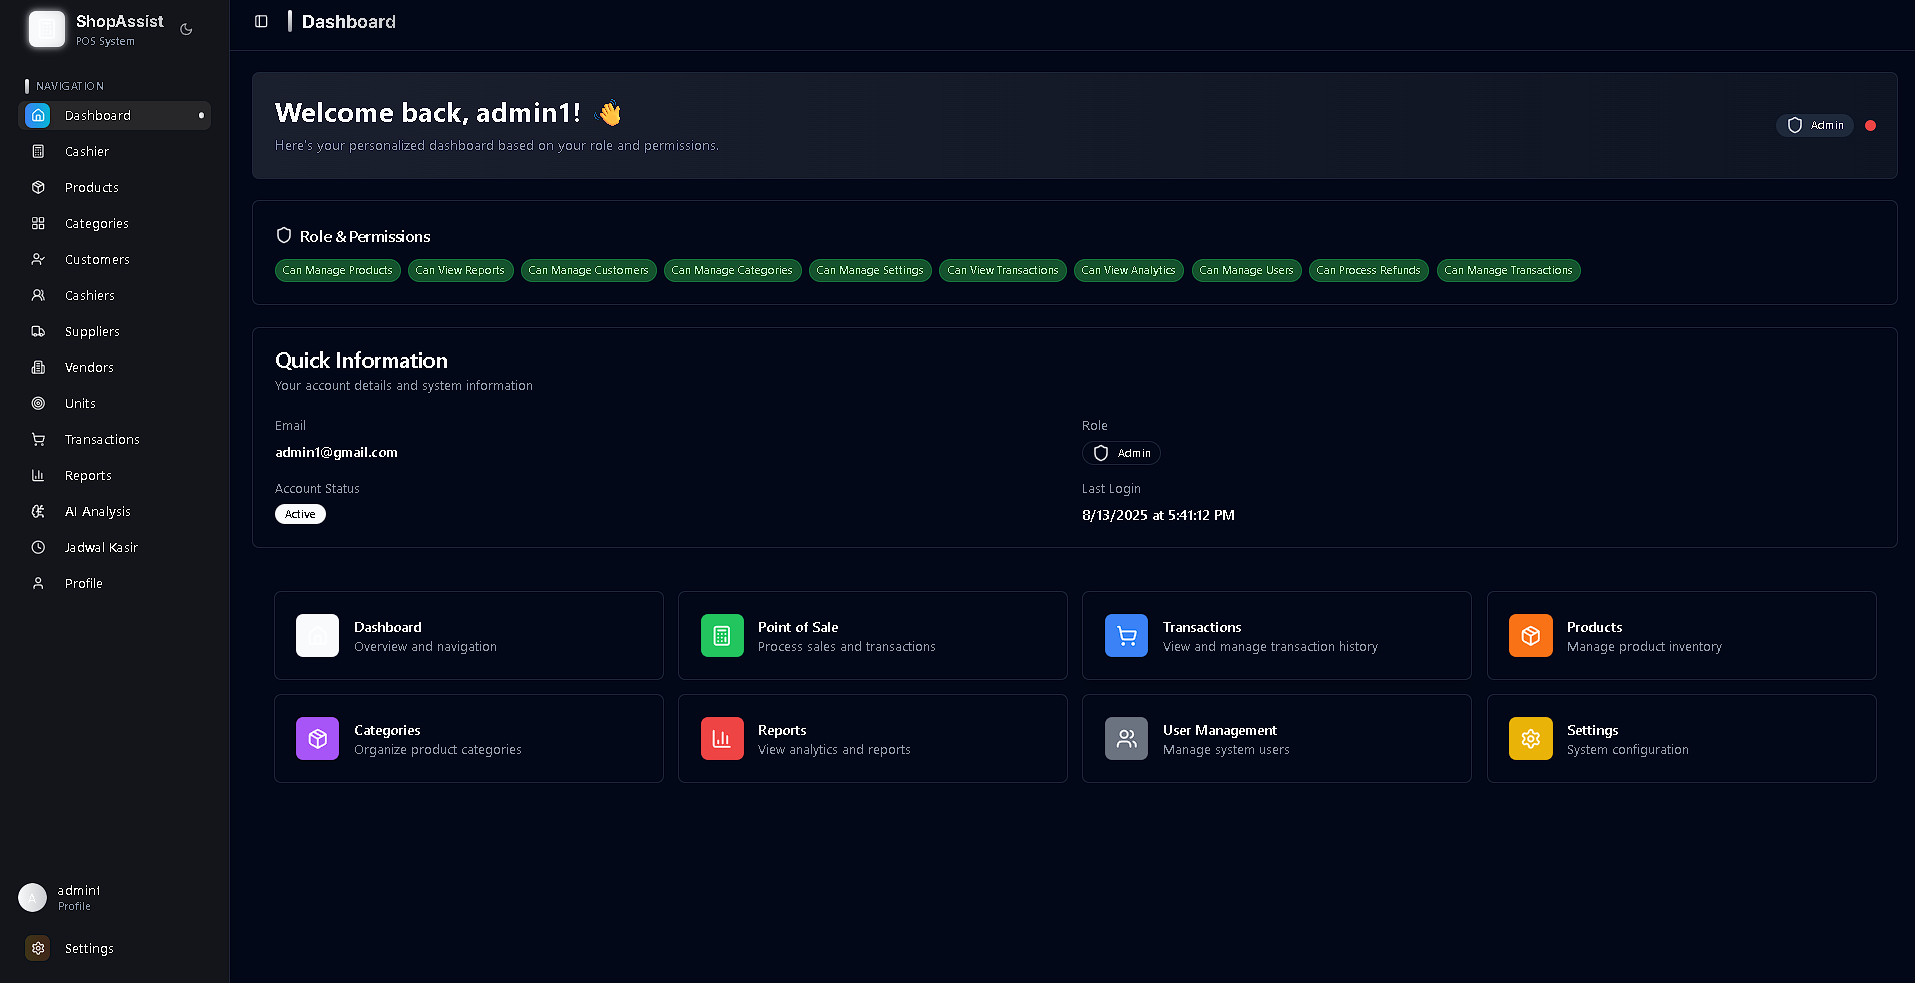 ShopAssist
POS System
NAVIGATION
Dashboard
Cashier
Products
Categories
Customers
Cashiers
Suppliers
Vendors
Units
Transactions
Reports
AI Analysis
Jadwal Kasir
Profile
A
admin1
Profile
Settings
Dashboard
Welcome back, admin1! 👋
Here's your personalized dashboard based on your role and permissions.
Admin
Role & Permissions
Can Manage Products Can View Reports Can Manage Customers Can Manage Categories Can Manage Settings Can View Transactions Can View Analytics Can Manage Users Can Process Refunds Can Manage Transactions
Quick Information
Your account details and system information
Email
admin1@gmail.com
Role
Admin
Account Status
Active
Last Login
8/13/2025 at 5:41:12 PM
Dashboard
Overview and navigation
Point of Sale
Process sales and transactions
Transactions
View and manage transaction history
Products
Manage product inventory
Categories
Organize product categories
Reports
View analytics and reports
User Management
Manage system users
Settings
System configuration